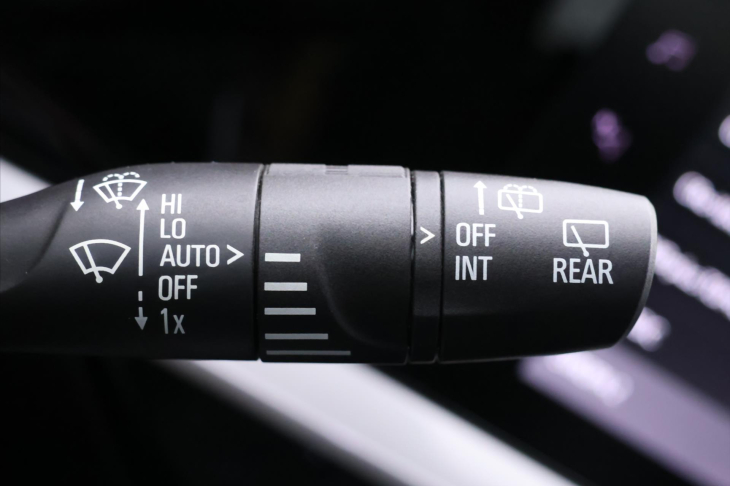 HI
LO
AUTO >
OFF
1x
>
OFF
INT
REAR